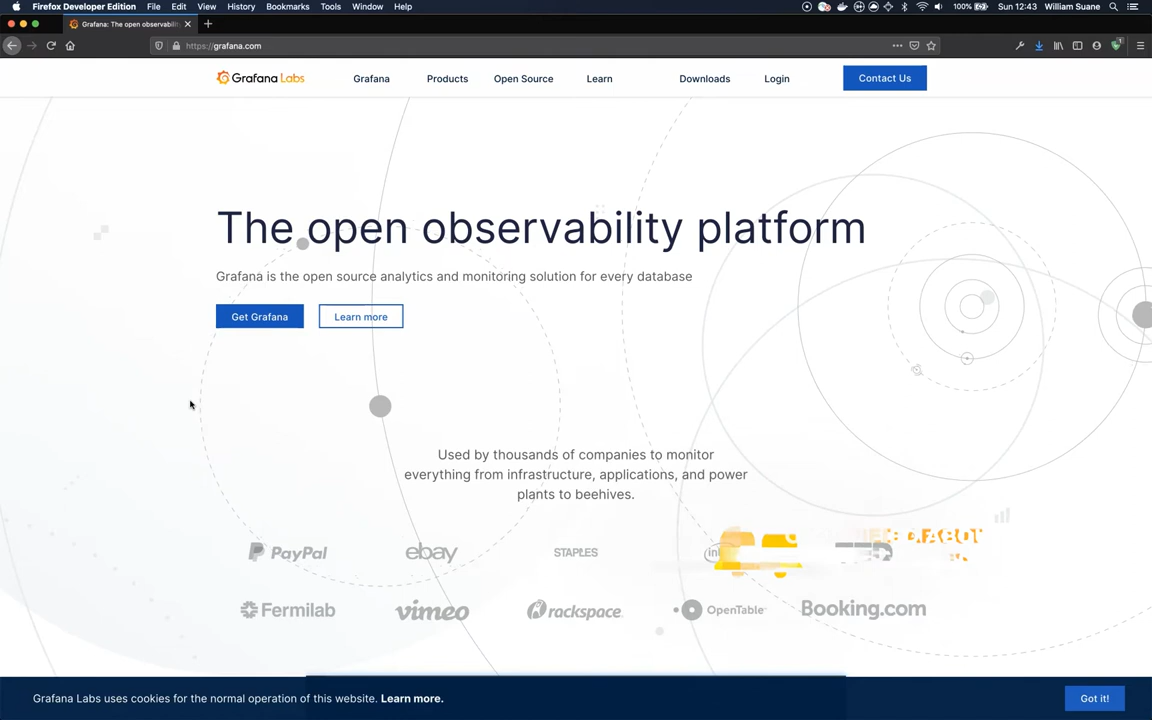 Firefox Developer Edition File Edit View History Bookmarks Tools Window Help 100% Sun 12:43 William Suane
Grafana: The open observability
https://grafana.com
Grafana Labs Grafana Products Open Source Learn Downloads Login Contact Us
The open observability platform
Grafana is the open source analytics and monitoring solution for every database
Get Grafana Learn more
Used by thousands of companies to monitor
everything from infrastructure, applications, and power
plants to beehives.
PayPal ebay STAPLES
Fermilab vimeo rackspace OpenTable Booking.com
Grafana Labs uses cookies for the normal operation of this website. Learn more. Got it!